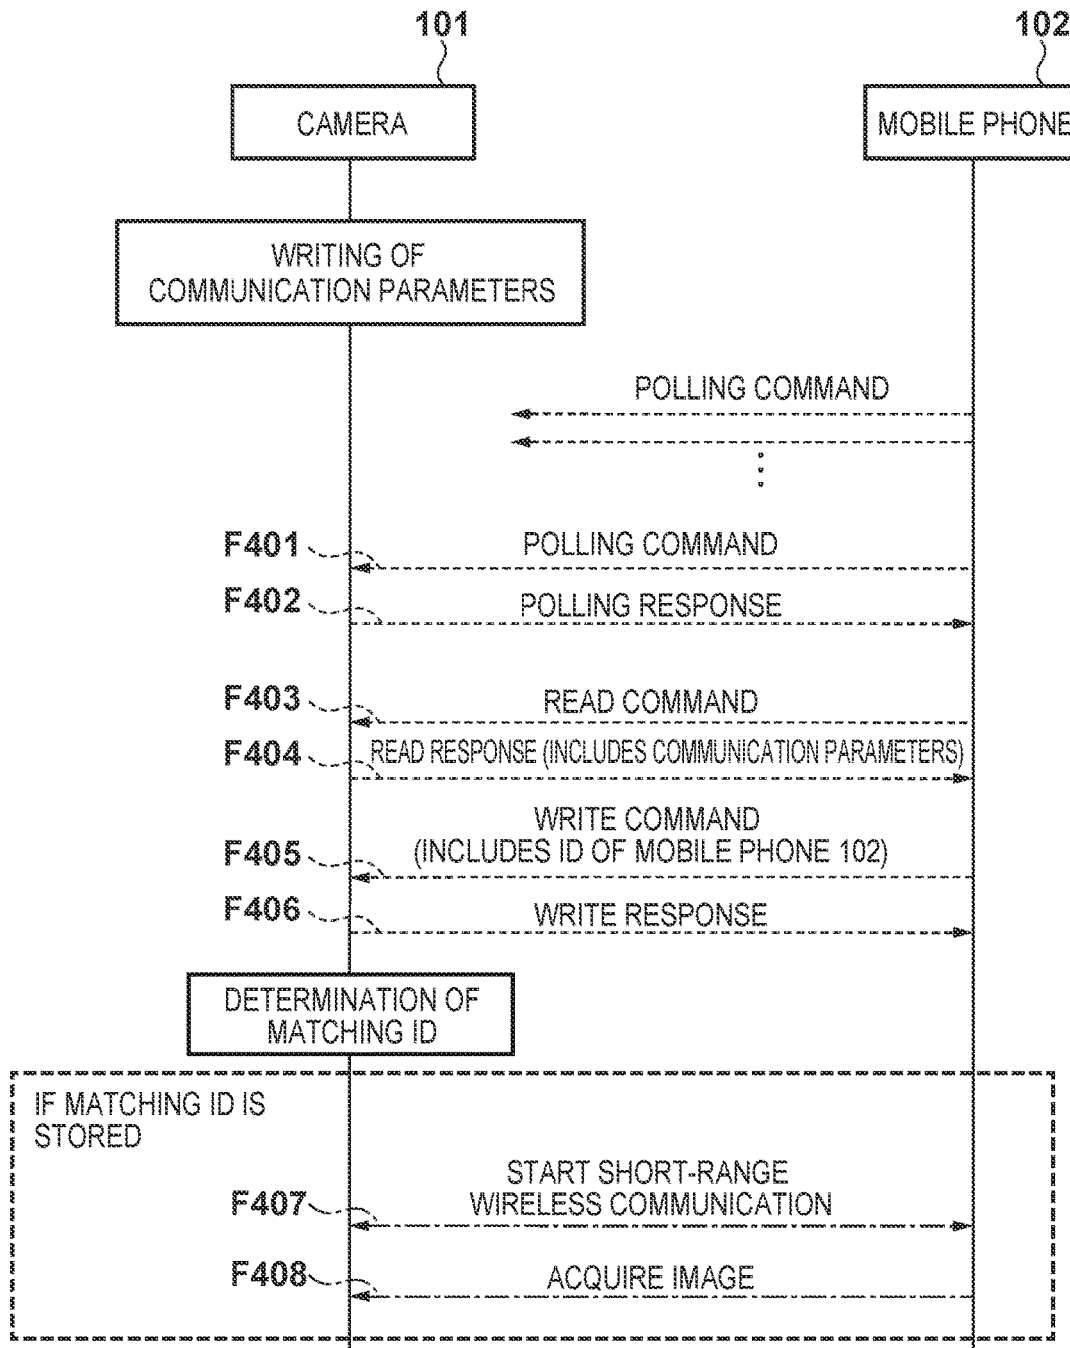 101
102
CAMERA
MOBILE PHONE
WRITING OF
COMMUNICATION PARAMETERS
POLLING COMMAND
F401
POLLING COMMAND
F402
POLLING RESPONSE
F403
READ COMMAND
F404
READ RESPONSE (INCLUDES COMMUNICATION PARAMETERS)
WRITE COMMAND
(INCLUDES ID OF MOBILE PHONE 102)
F405
F406
WRITE RESPONSE
DETERMINATION OF
MATCHING ID
IF MATCHING ID IS
STORED
START SHORT-RANGE
WIRELESS COMMUNICATION
F407
F408
ACQUIRE IMAGE